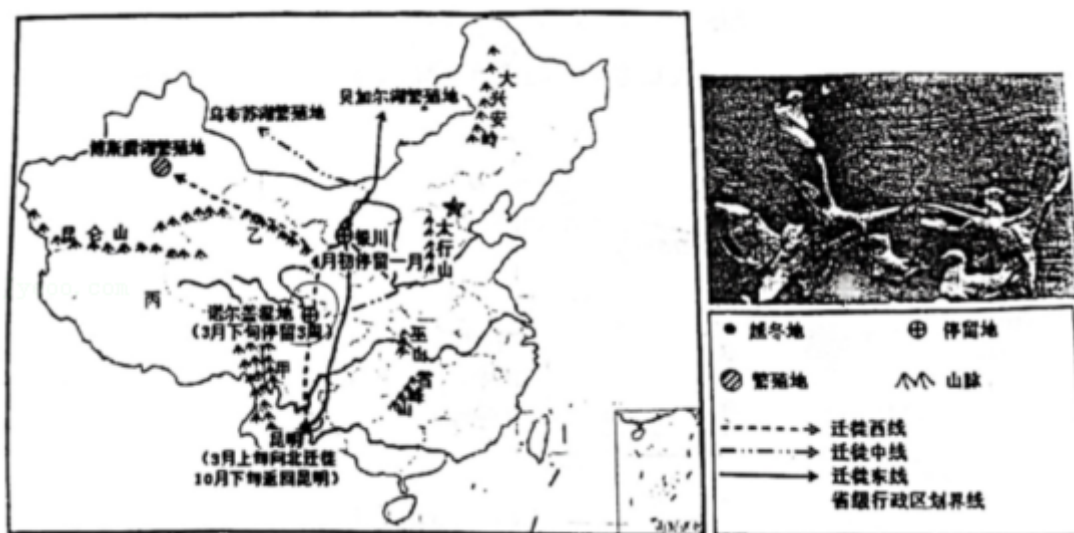 大兴安岭
贝加尔湖繁殖地
乌布苏湖繁殖地
博斯腾湖繁殖地
昆仑山
乙
银川
4月初停留一月
太行山
丙
诺尔盖湿地
(3月下旬停留3周)
甲
巫山
雪峰山
昆明
(3月上旬向北迁徙
10月下旬返回昆明)
越冬地
停留地
繁殖地
山脉
迁徙西线
迁徙中线
迁徙东线
省级行政区划界线